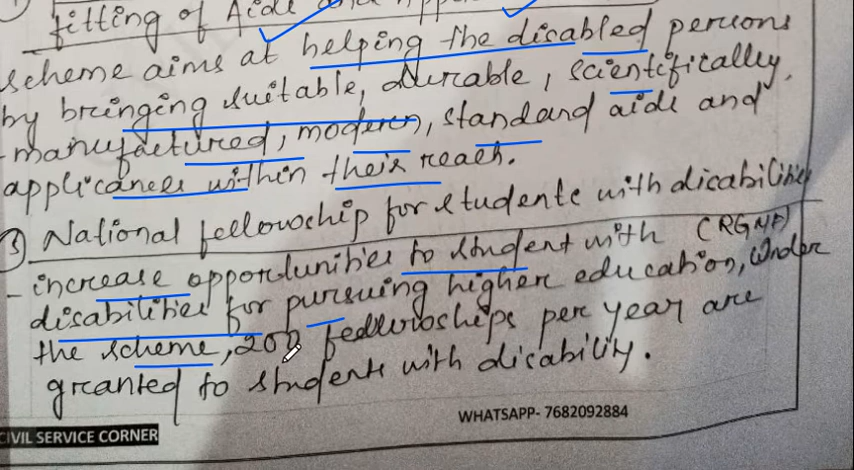 fitting of Aids and App
scheme aims at helping the disabled persons
by bringing suitable, durable, scientifically
-manufactured, modern, standard aids and
appliances within their reach.
3) National fellowship for students with disabilities
- increase opportunities to student with (RGNF)
disabilities for pursuing higher education, Under
the scheme, 200 fellowships per year are
granted to students with disability.
WHATSAPP- 7682092884
CIVIL SERVICE CORNER